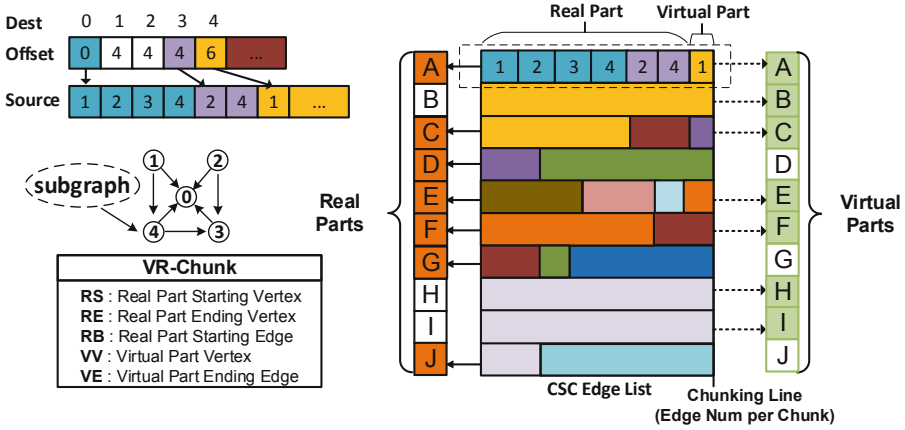 Dest 0 1 2 3 4
Offset 0 4 4 4 6 ...
Source 1 2 3 4 2 4 1 ...
subgraph
1 2
0
4 3
VR-Chunk
RS : Real Part Starting Vertex
RE : Real Part Ending Vertex
RB : Real Part Starting Edge
VV : Virtual Part Vertex
VE : Virtual Part Ending Edge
Real Part Virtual Part
Real
Parts
A
B
C
D
E
F
G
H
I
J
1 2 3 4 2 4 1
CSC Edge List
Chunking Line
(Edge Num per Chunk)
A
B
C
D
E
F
G
H
I
J
Virtual
Parts